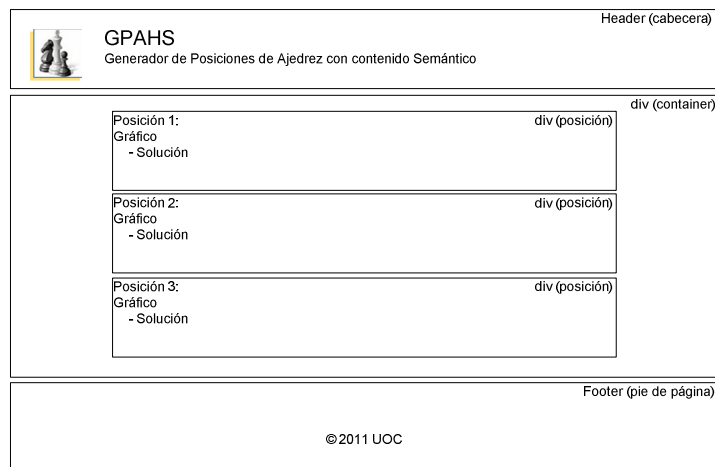 Header (cabecera)
GPAHS
Generador de Posiciones de Ajedrez con contenido Semántico
div (container)
Posición 1: div (posición)
Gráfico
- Solución
Posición 2: div (posición)
Gráfico
- Solución
Posición 3: div (posición)
Gráfico
- Solución
Footer (pie de página)
© 2011 UOC